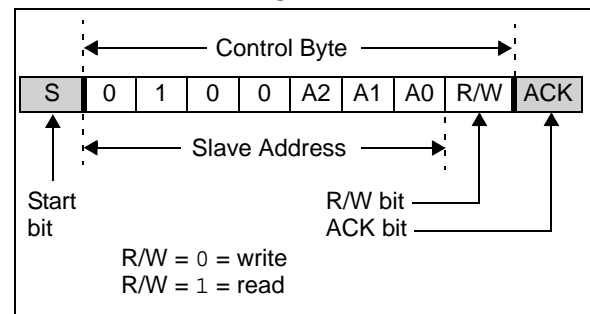 Control Byte
S 0 1 0 0 A2 A1 A0 R/W ACK
Slave Address
Start
bit
R/W bit
ACK bit
R/W = 0 = write
R/W = 1 = read